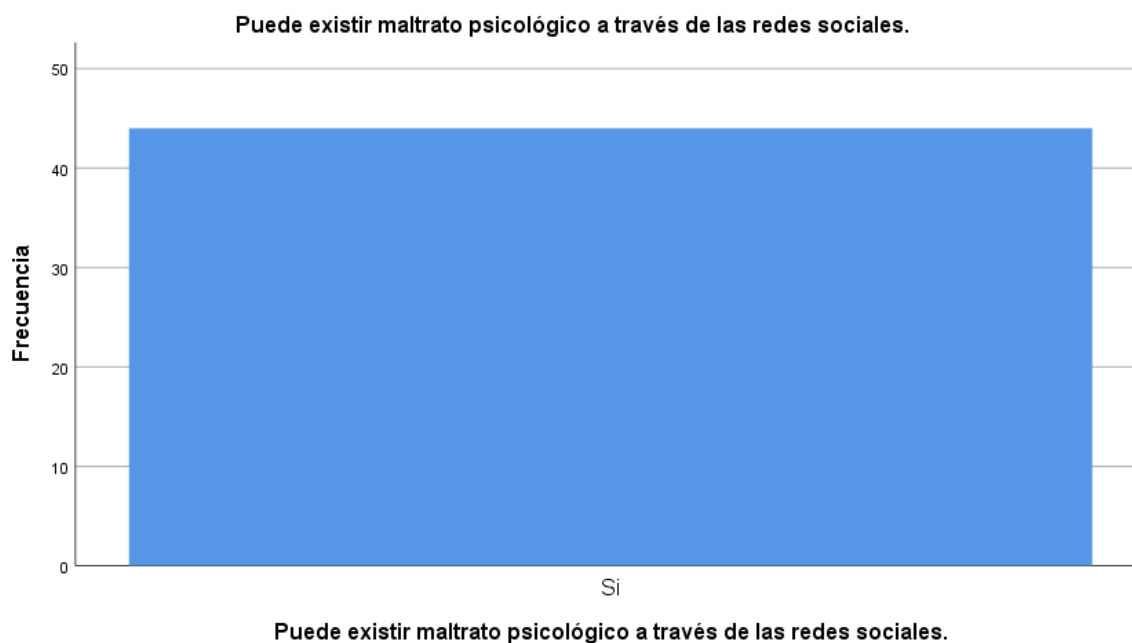 Puede existir maltrato psicológico a través de las redes sociales.
50
40
30
20
10
0
Frecuencia
Si
Puede existir maltrato psicológico a través de las redes sociales.